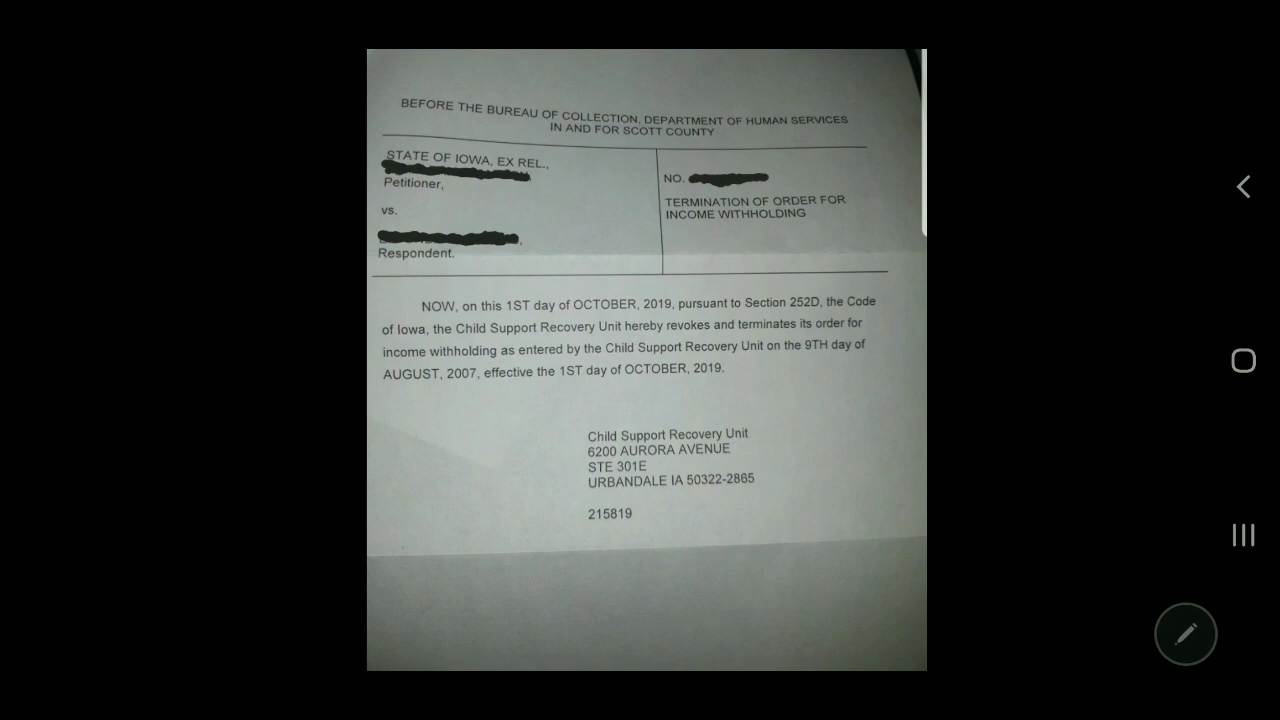 BEFORE THE BUREAU OF COLLECTION, DEPARTMENT OF HUMAN SERVICES
IN AND FOR SCOTT COUNTY
STATE OF IOWA, EX REL.,
Petitioner,
vs.
Respondent.
NO.
TERMINATION OF ORDER FOR
INCOME WITHHOLDING
NOW, on this 1ST day of OCTOBER, 2019, pursuant to Section 252D, the Code
of Iowa, the Child Support Recovery Unit hereby revokes and terminates its order for
income withholding as entered by the Child Support Recovery Unit on the 9TH day of
AUGUST, 2007, effective the 1ST day of OCTOBER, 2019.
Child Support Recovery Unit
6200 AURORA AVENUE
STE 301E
URBANDALE IA 50322-2865
215819